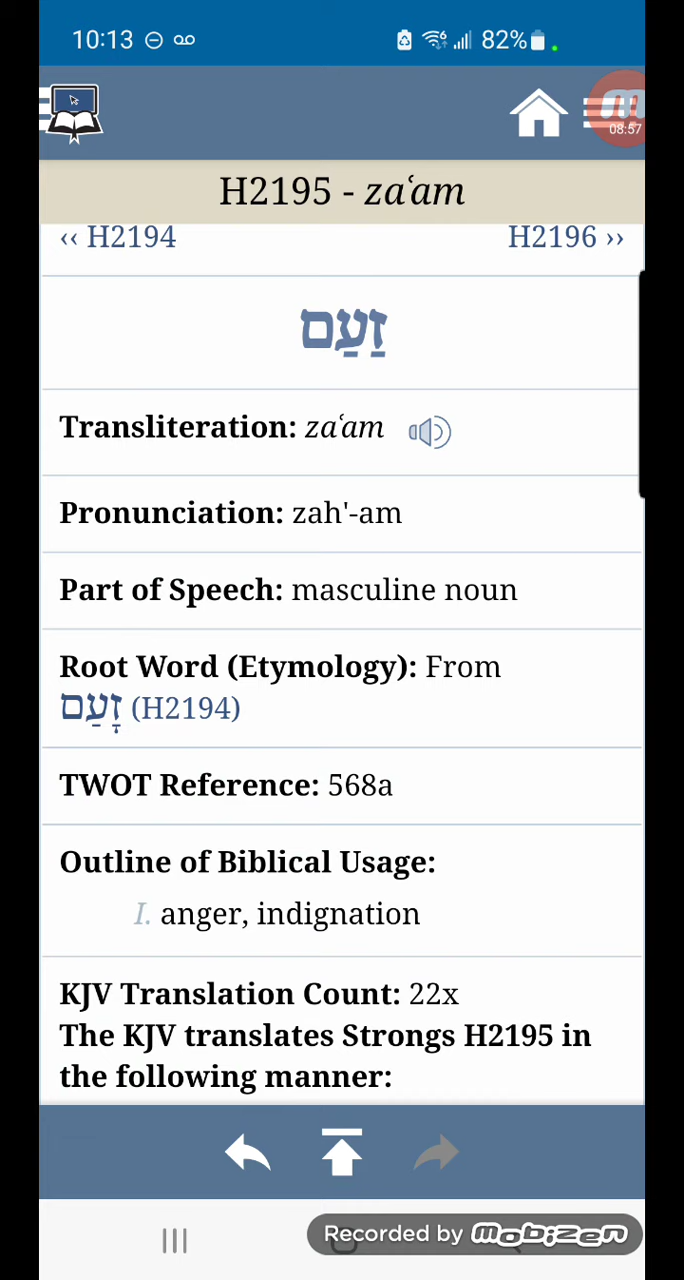 10:13 82%
08:57
H2195 - zaʿam
‹‹ H2194 H2196 ››
זַעַם
Transliteration: zaʿam
Pronunciation: zah'-am
Part of Speech: masculine noun
Root Word (Etymology): From
זָעַם (H2194)
TWOT Reference: 568a
Outline of Biblical Usage:
I. anger, indignation
KJV Translation Count: 22x
The KJV translates Strongs H2195 in
the following manner:
Recorded by mobizen